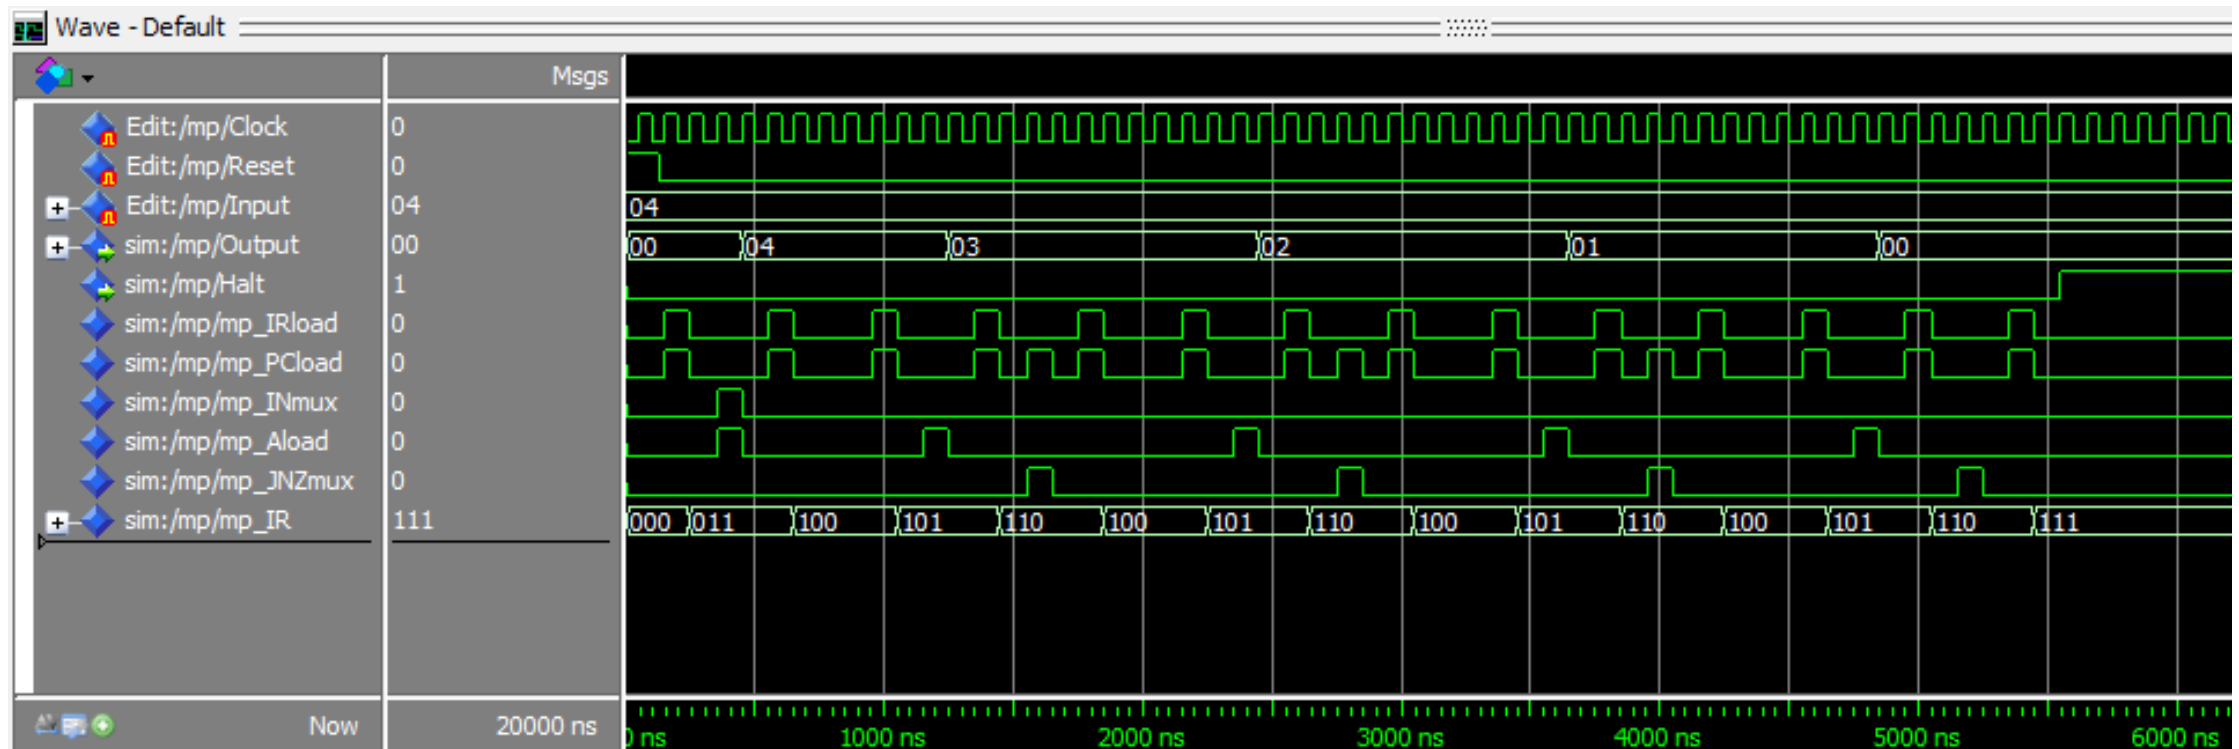 Wave - Default
Msgs
Edit:/mp/Clock 0
Edit:/mp/Reset 0
Edit:/mp/Input 04 04
sim:/mp/Output 00 00 04 03 02 01 00
sim:/mp/Halt 1
sim:/mp/mp_IRload 0
sim:/mp/mp_PCload 0
sim:/mp/mp_INmux 0
sim:/mp/mp_Aload 0
sim:/mp/mp_JNZmux 0
sim:/mp/mp_IR 111 000 011 100 101 110 100 101 110 100 101 110 100 101 110 111
Now 20000 ns
0 ns 1000 ns 2000 ns 3000 ns 4000 ns 5000 ns 6000 ns